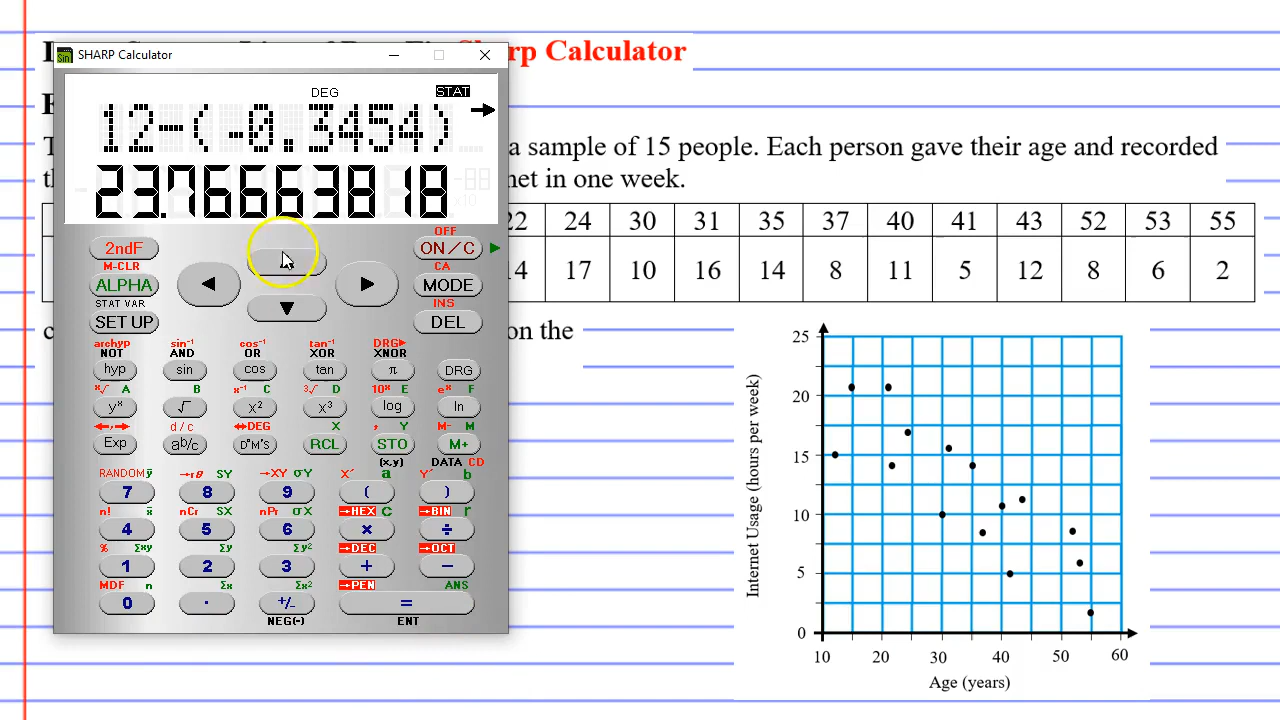 rp Calculator
SHARP Calculator
DEG STAT
12-(-0.3454)
23.766663818
a sample of 15 people. Each person gave their age and recorded
net in one week.
22 24 30 31 35 37 40 41 43 52 53 55
14 17 10 16 14 8 11 5 12 8 6 2
on the
OFF
2ndF ON/C
M-CLR CA
ALPHA MODE
STAT VAR INS
SET UP DEL
archyp sin⁻¹ cos⁻¹ tan⁻¹ DRG▶
NOT AND OR XOR XNOR
hyp sin cos tan π DRG
ˣ√ A B x⁻¹ C ³√ D 10ˣ E eˣ F
yˣ √ x² x³ log ln
←,→ d/c ↔DEG X , Y M- M
Exp ab/c D°M'S RCL STO M+
(x,y) DATA CD
RANDOM ȳ →rθ SY →XY σY X´ a Y´ b
7 8 9 ( )
n! x̄ nCr SX nPr σX →HEX c →BIN r
4 5 6 × ÷
% Σxy Σy Σy² →DEC →OCT
1 2 3 + −
MDF n Σx Σx² →PEN ANS
0 . +/- =
NEG(-) ENT
Internet Usage (hours per week)
25
20
15
10
5
0
10 20 30 40 50 60
Age (years)